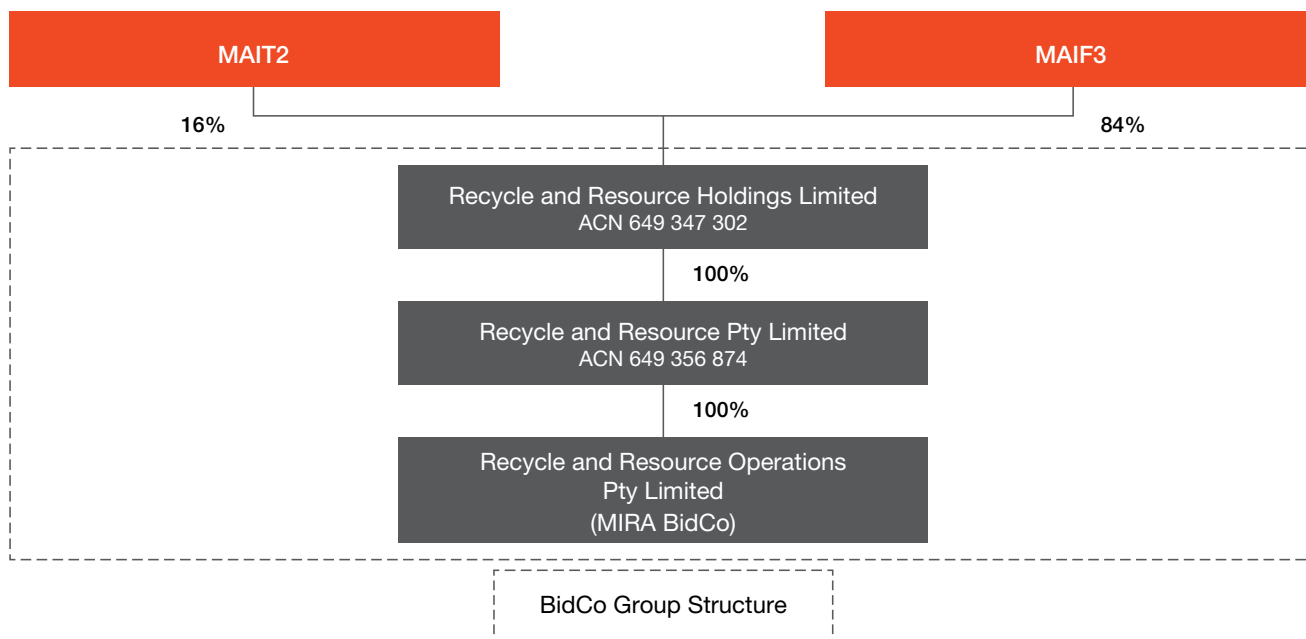 MAIT2
MAIF3
16%
84%
Recycle and Resource Holdings Limited
ACN 649 347 302
100%
Recycle and Resource Pty Limited
ACN 649 356 874
100%
Recycle and Resource Operations
Pty Limited
(MIRA BidCo)
BidCo Group Structure